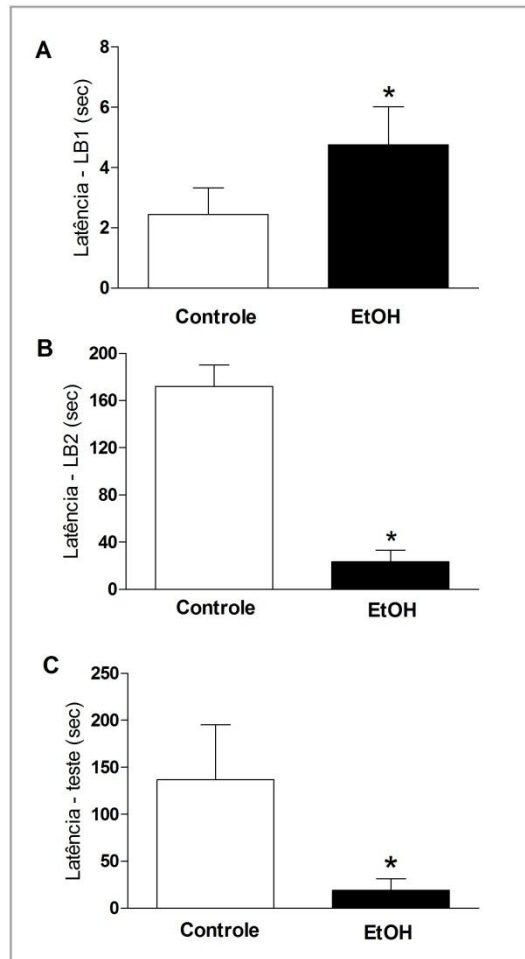 A
Latência - LB1 (sec)
8
6
4
2
0
*
Controle EtOH
B
Latência - LB2 (sec)
200
160
120
80
40
0
*
Controle EtOH
C
Latência - teste (sec)
250
200
150
100
50
0
*
Controle EtOH